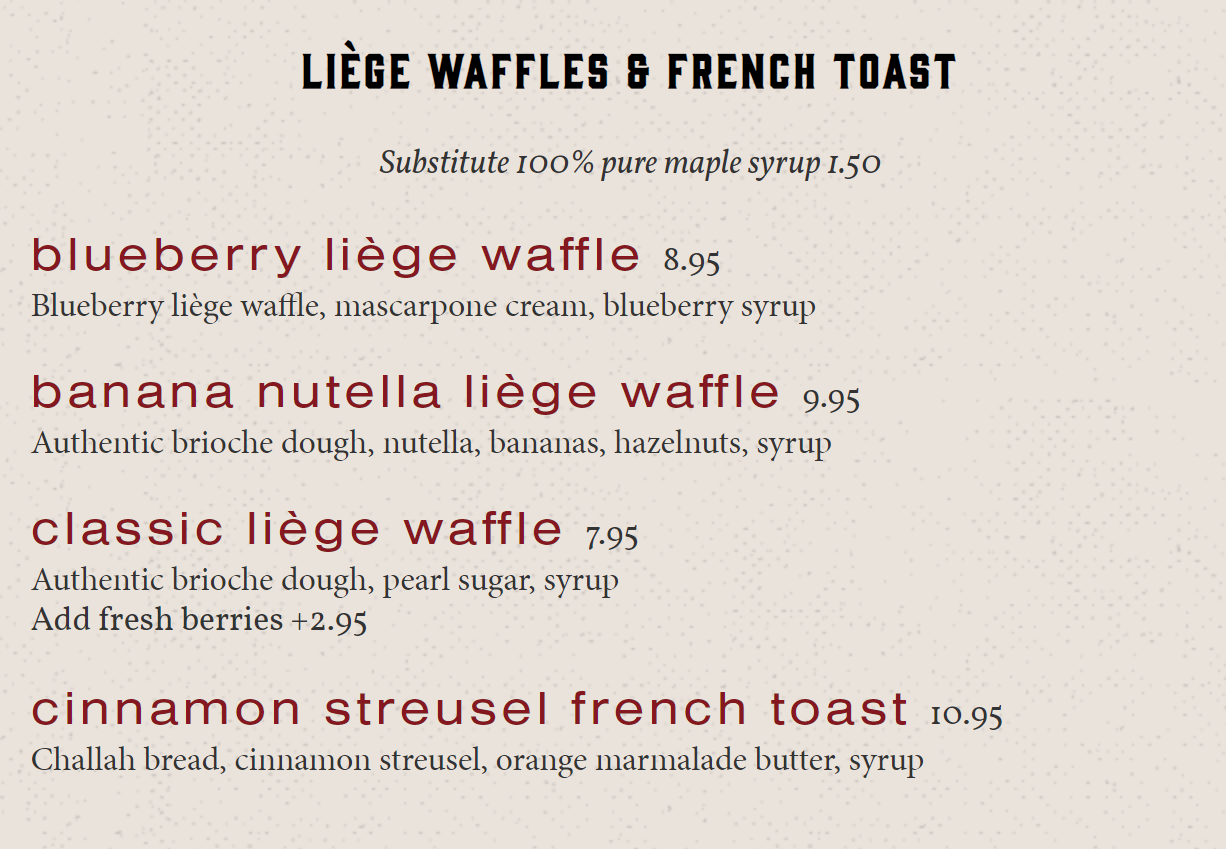 LIÈGE WAFFLES & FRENCH TOAST
Substitute 100% pure maple syrup 1.50
blueberry liège waffle 8.95
Blueberry liège waffle, mascarpone cream, blueberry syrup
banana nutella liège waffle 9.95
Authentic brioche dough, nutella, bananas, hazelnuts, syrup
classic liège waffle 7.95
Authentic brioche dough, pearl sugar, syrup
Add fresh berries +2.95
cinnamon streusel french toast 10.95
Challah bread, cinnamon streusel, orange marmalade butter, syrup